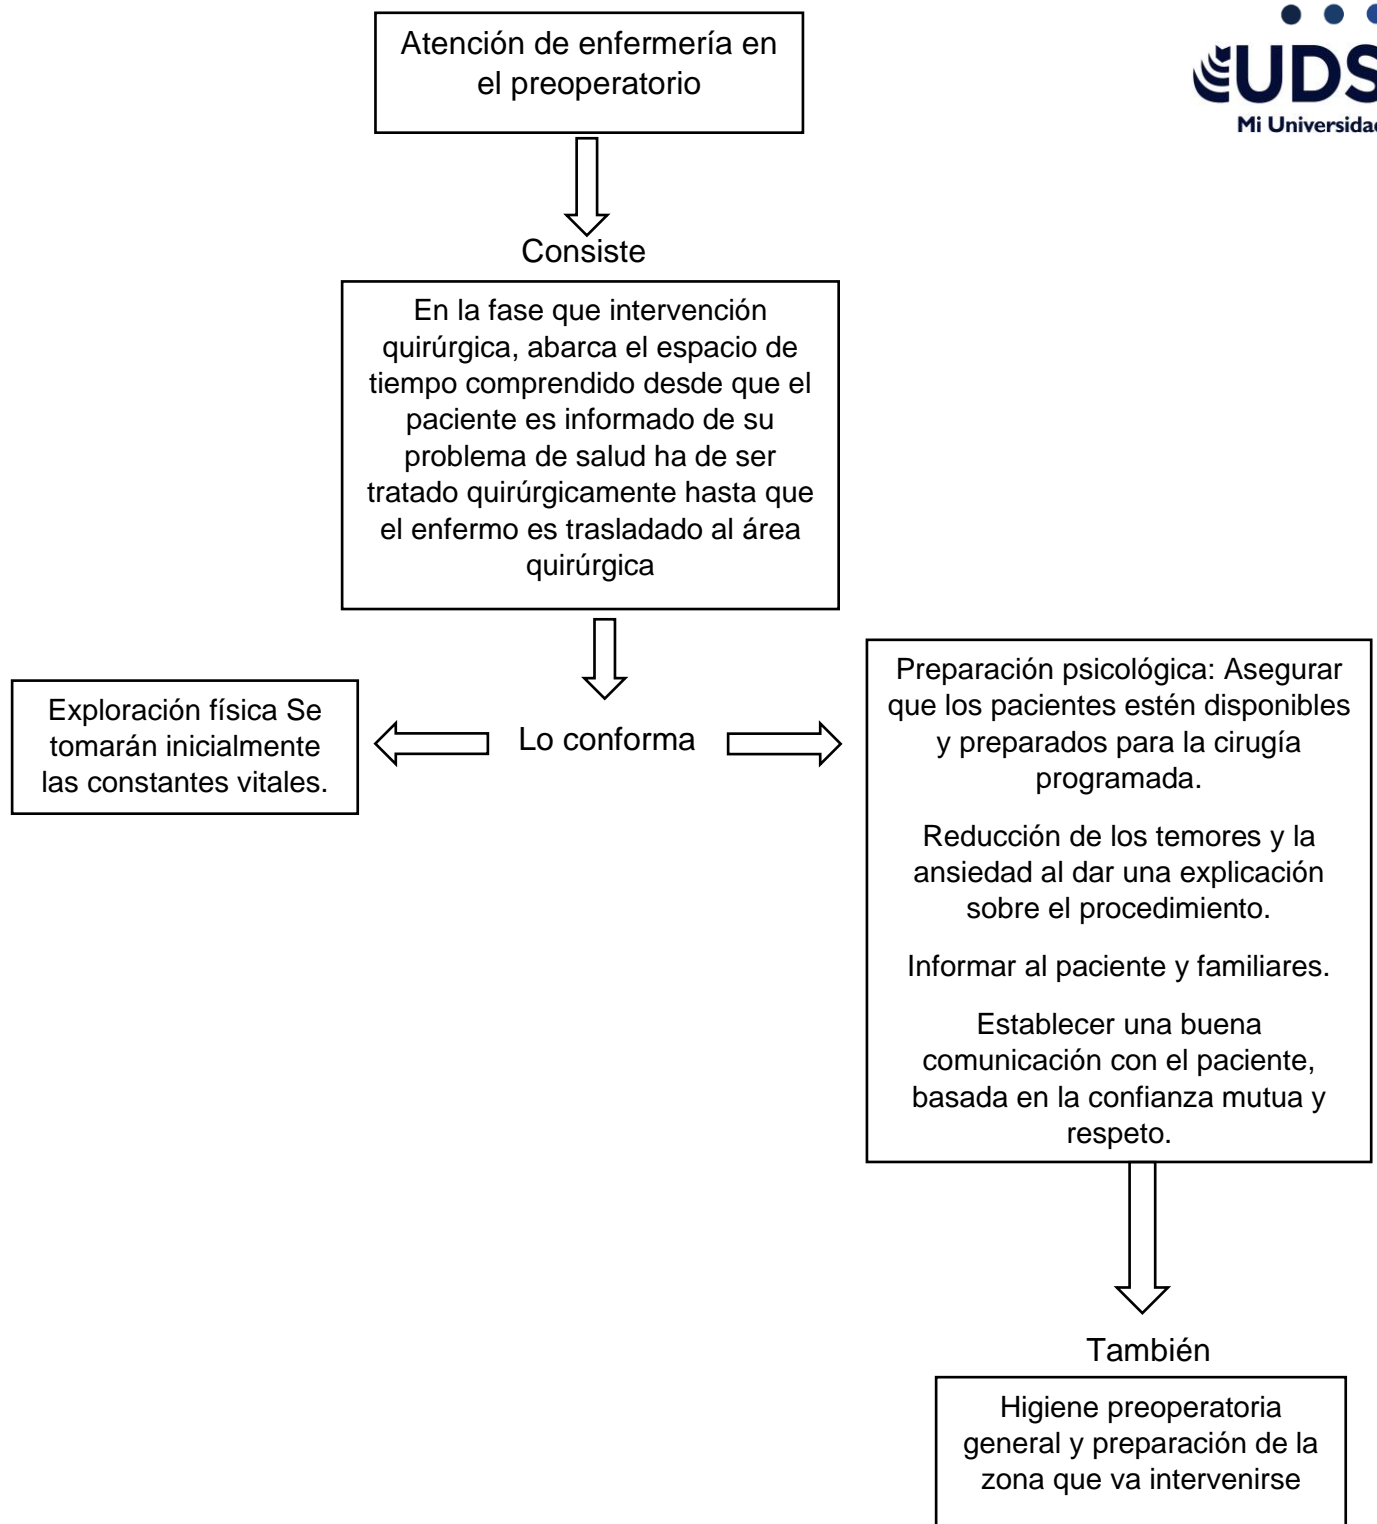 Atención de enfermería en
el preoperatorio
UDS
Mi Universidad
Consiste
En la fase que intervención
quirúrgica, abarca el espacio de
tiempo comprendido desde que el
paciente es informado de su
problema de salud ha de ser
tratado quirúrgicamente hasta que
el enfermo es trasladado al área
quirúrgica
Exploración física Se
tomarán inicialmente
las constantes vitales.
Lo conforma
Preparación psicológica: Asegurar
que los pacientes estén disponibles
y preparados para la cirugía
programada.
Reducción de los temores y la
ansiedad al dar una explicación
sobre el procedimiento.
Informar al paciente y familiares.
Establecer una buena
comunicación con el paciente,
basada en la confianza mutua y
respeto.
También
Higiene preoperatoria
general y preparación de la
zona que va intervenirse